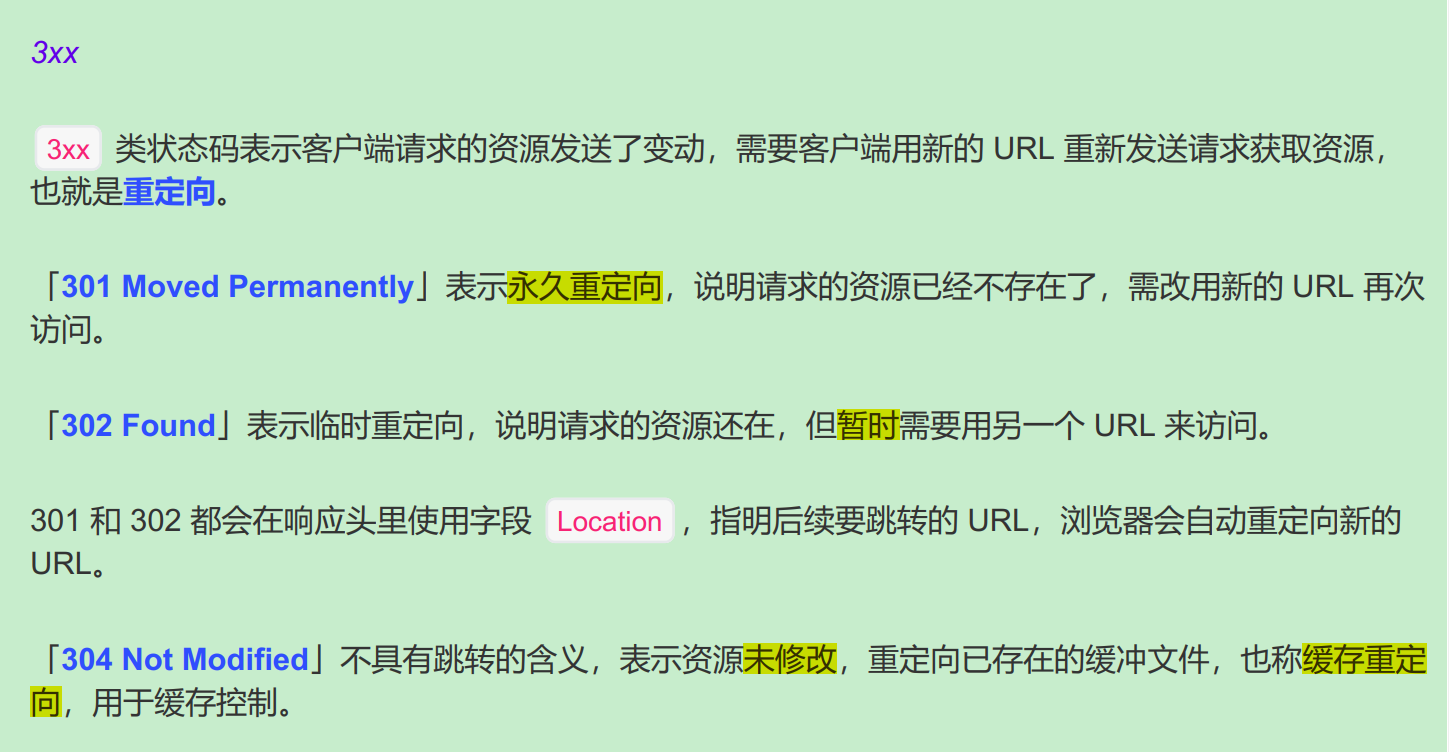 3xx
3xx 类状态码表示客户端请求的资源发送了变动，需要客户端用新的 URL 重新发送请求获取资源，
也就是重定向。
「301 Moved Permanently」表示永久重定向，说明请求的资源已经不存在了，需改用新的 URL 再次
访问。
「302 Found」表示临时重定向，说明请求的资源还在，但暂时需要用另一个 URL 来访问。
301 和 302 都会在响应头里使用字段 Location，指明后续要跳转的 URL，浏览器会自动重定向新的
URL。
「304 Not Modified」不具有跳转的含义，表示资源未修改，重定向已存在的缓冲文件，也称缓存重定
向，用于缓存控制。